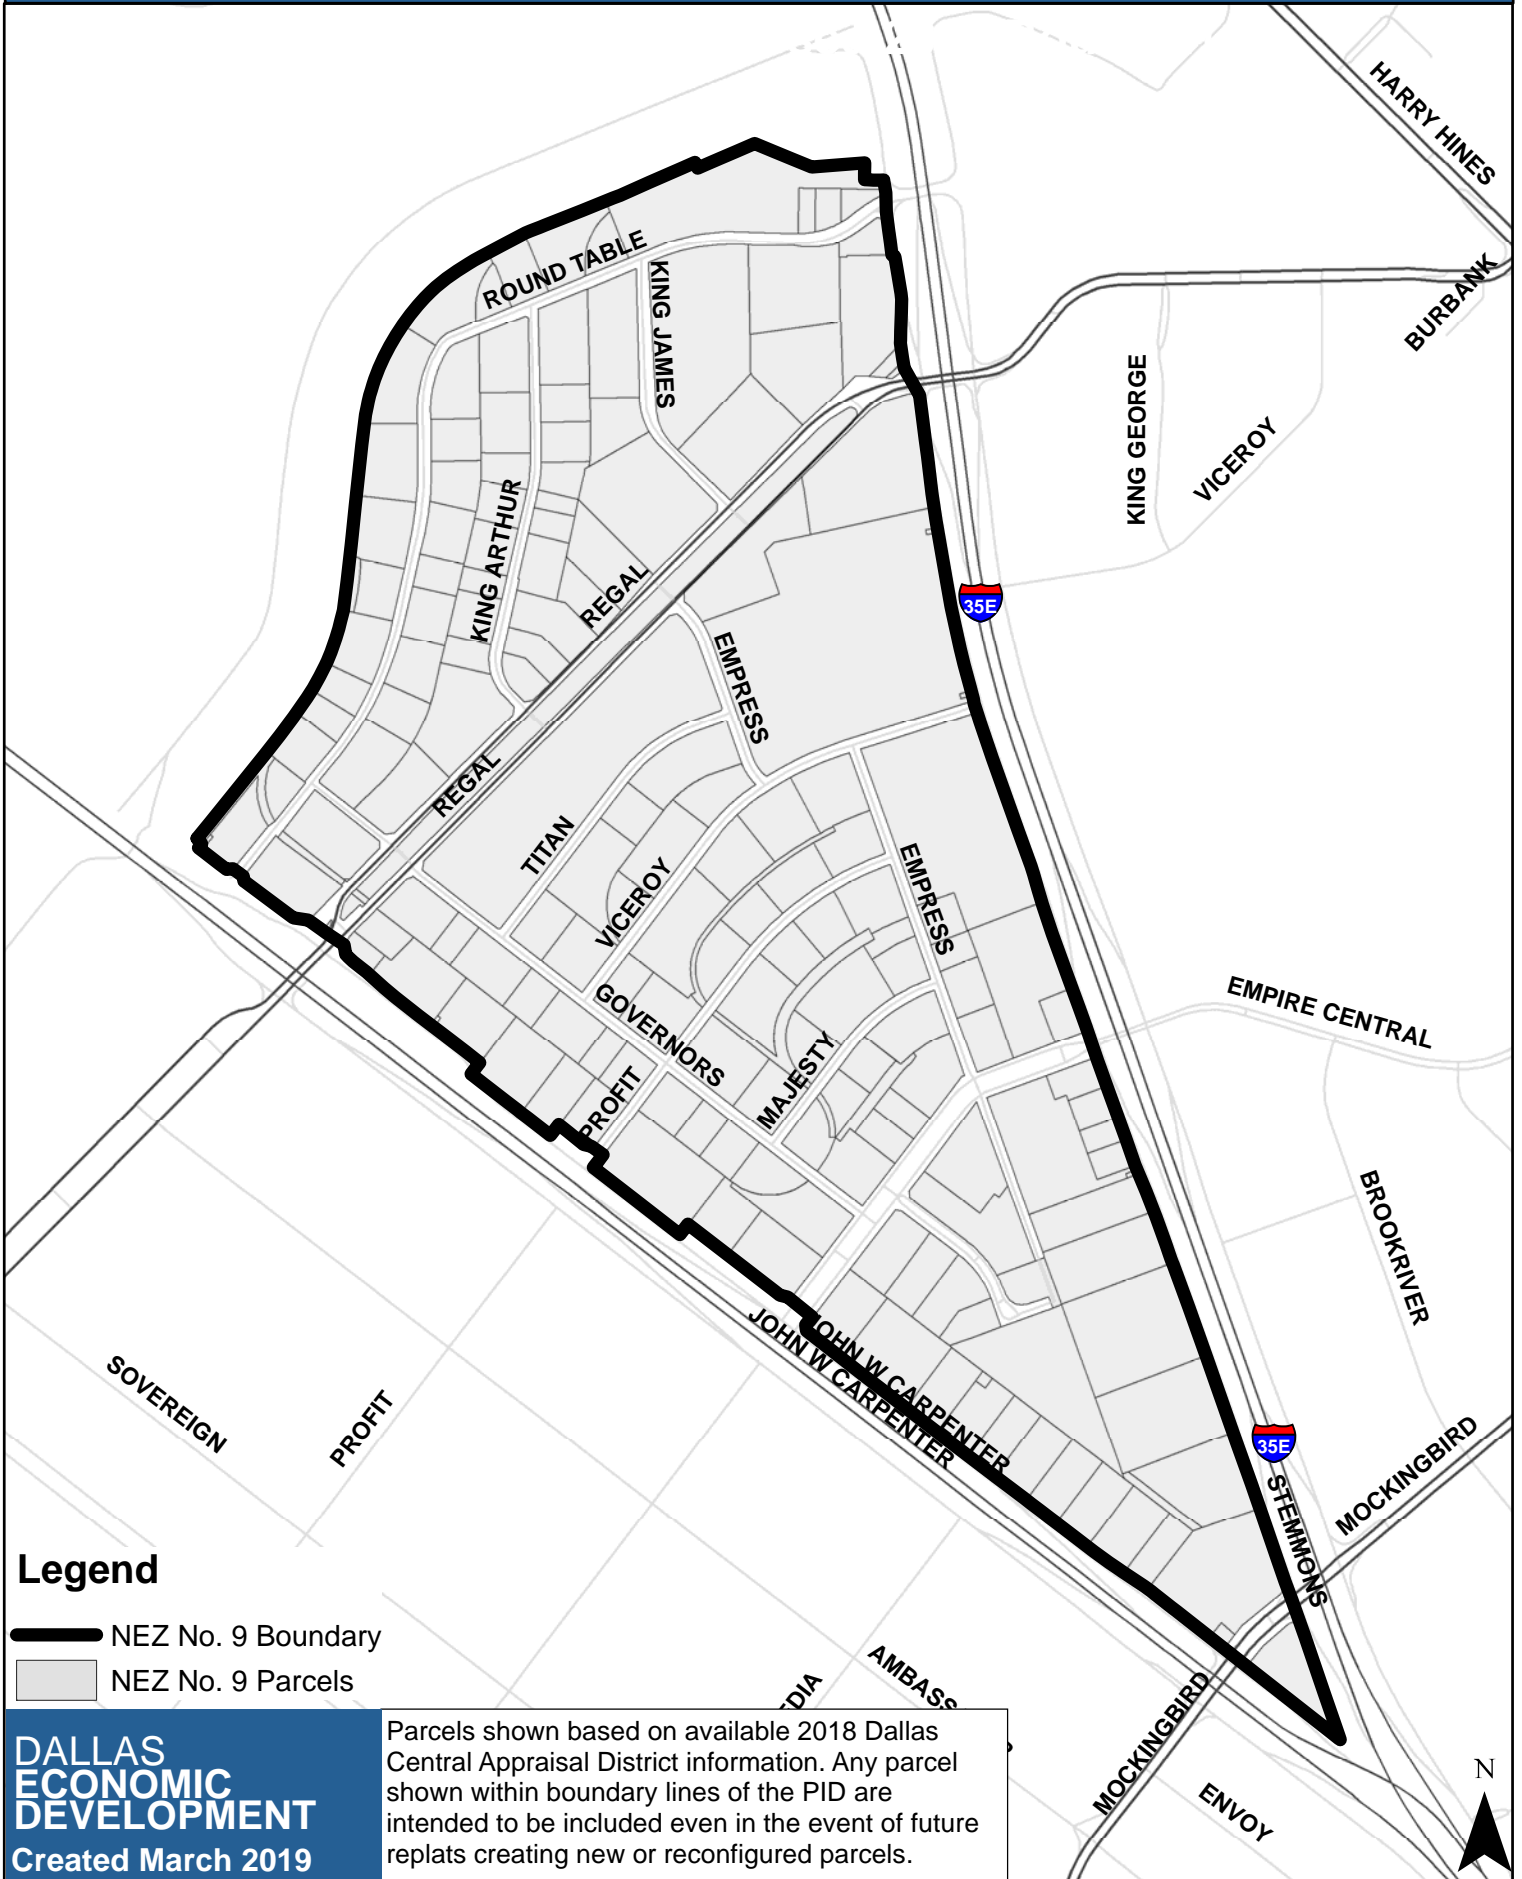 HARRY HINES
BURBANK
ROUND TABLE
KING JAMES
KING GEORGE
VICEROY
KING ARTHUR
REGAL
35E
EMPRESS
REGAL
TITAN
VICEROY
EMPRESS
GOVERNORS
EMPIRE CENTRAL
MAJESTY
PROFIT
BROOKRIVER
JOHN W CARPENTER
JOHN W CARPENTER
SOVEREIGN
PROFIT
35E
STEMMONS
MOCKINGBIRD
Legend
NEZ No. 9 Boundary
NEZ No. 9 Parcels
AMBASS
EDIA
MOCKINGBIRD
ENVOY
N
DALLAS
ECONOMIC
DEVELOPMENT
Created March 2019
Parcels shown based on available 2018 Dallas
Central Appraisal District information. Any parcel
shown within boundary lines of the PID are
intended to be included even in the event of future
replats creating new or reconfigured parcels.